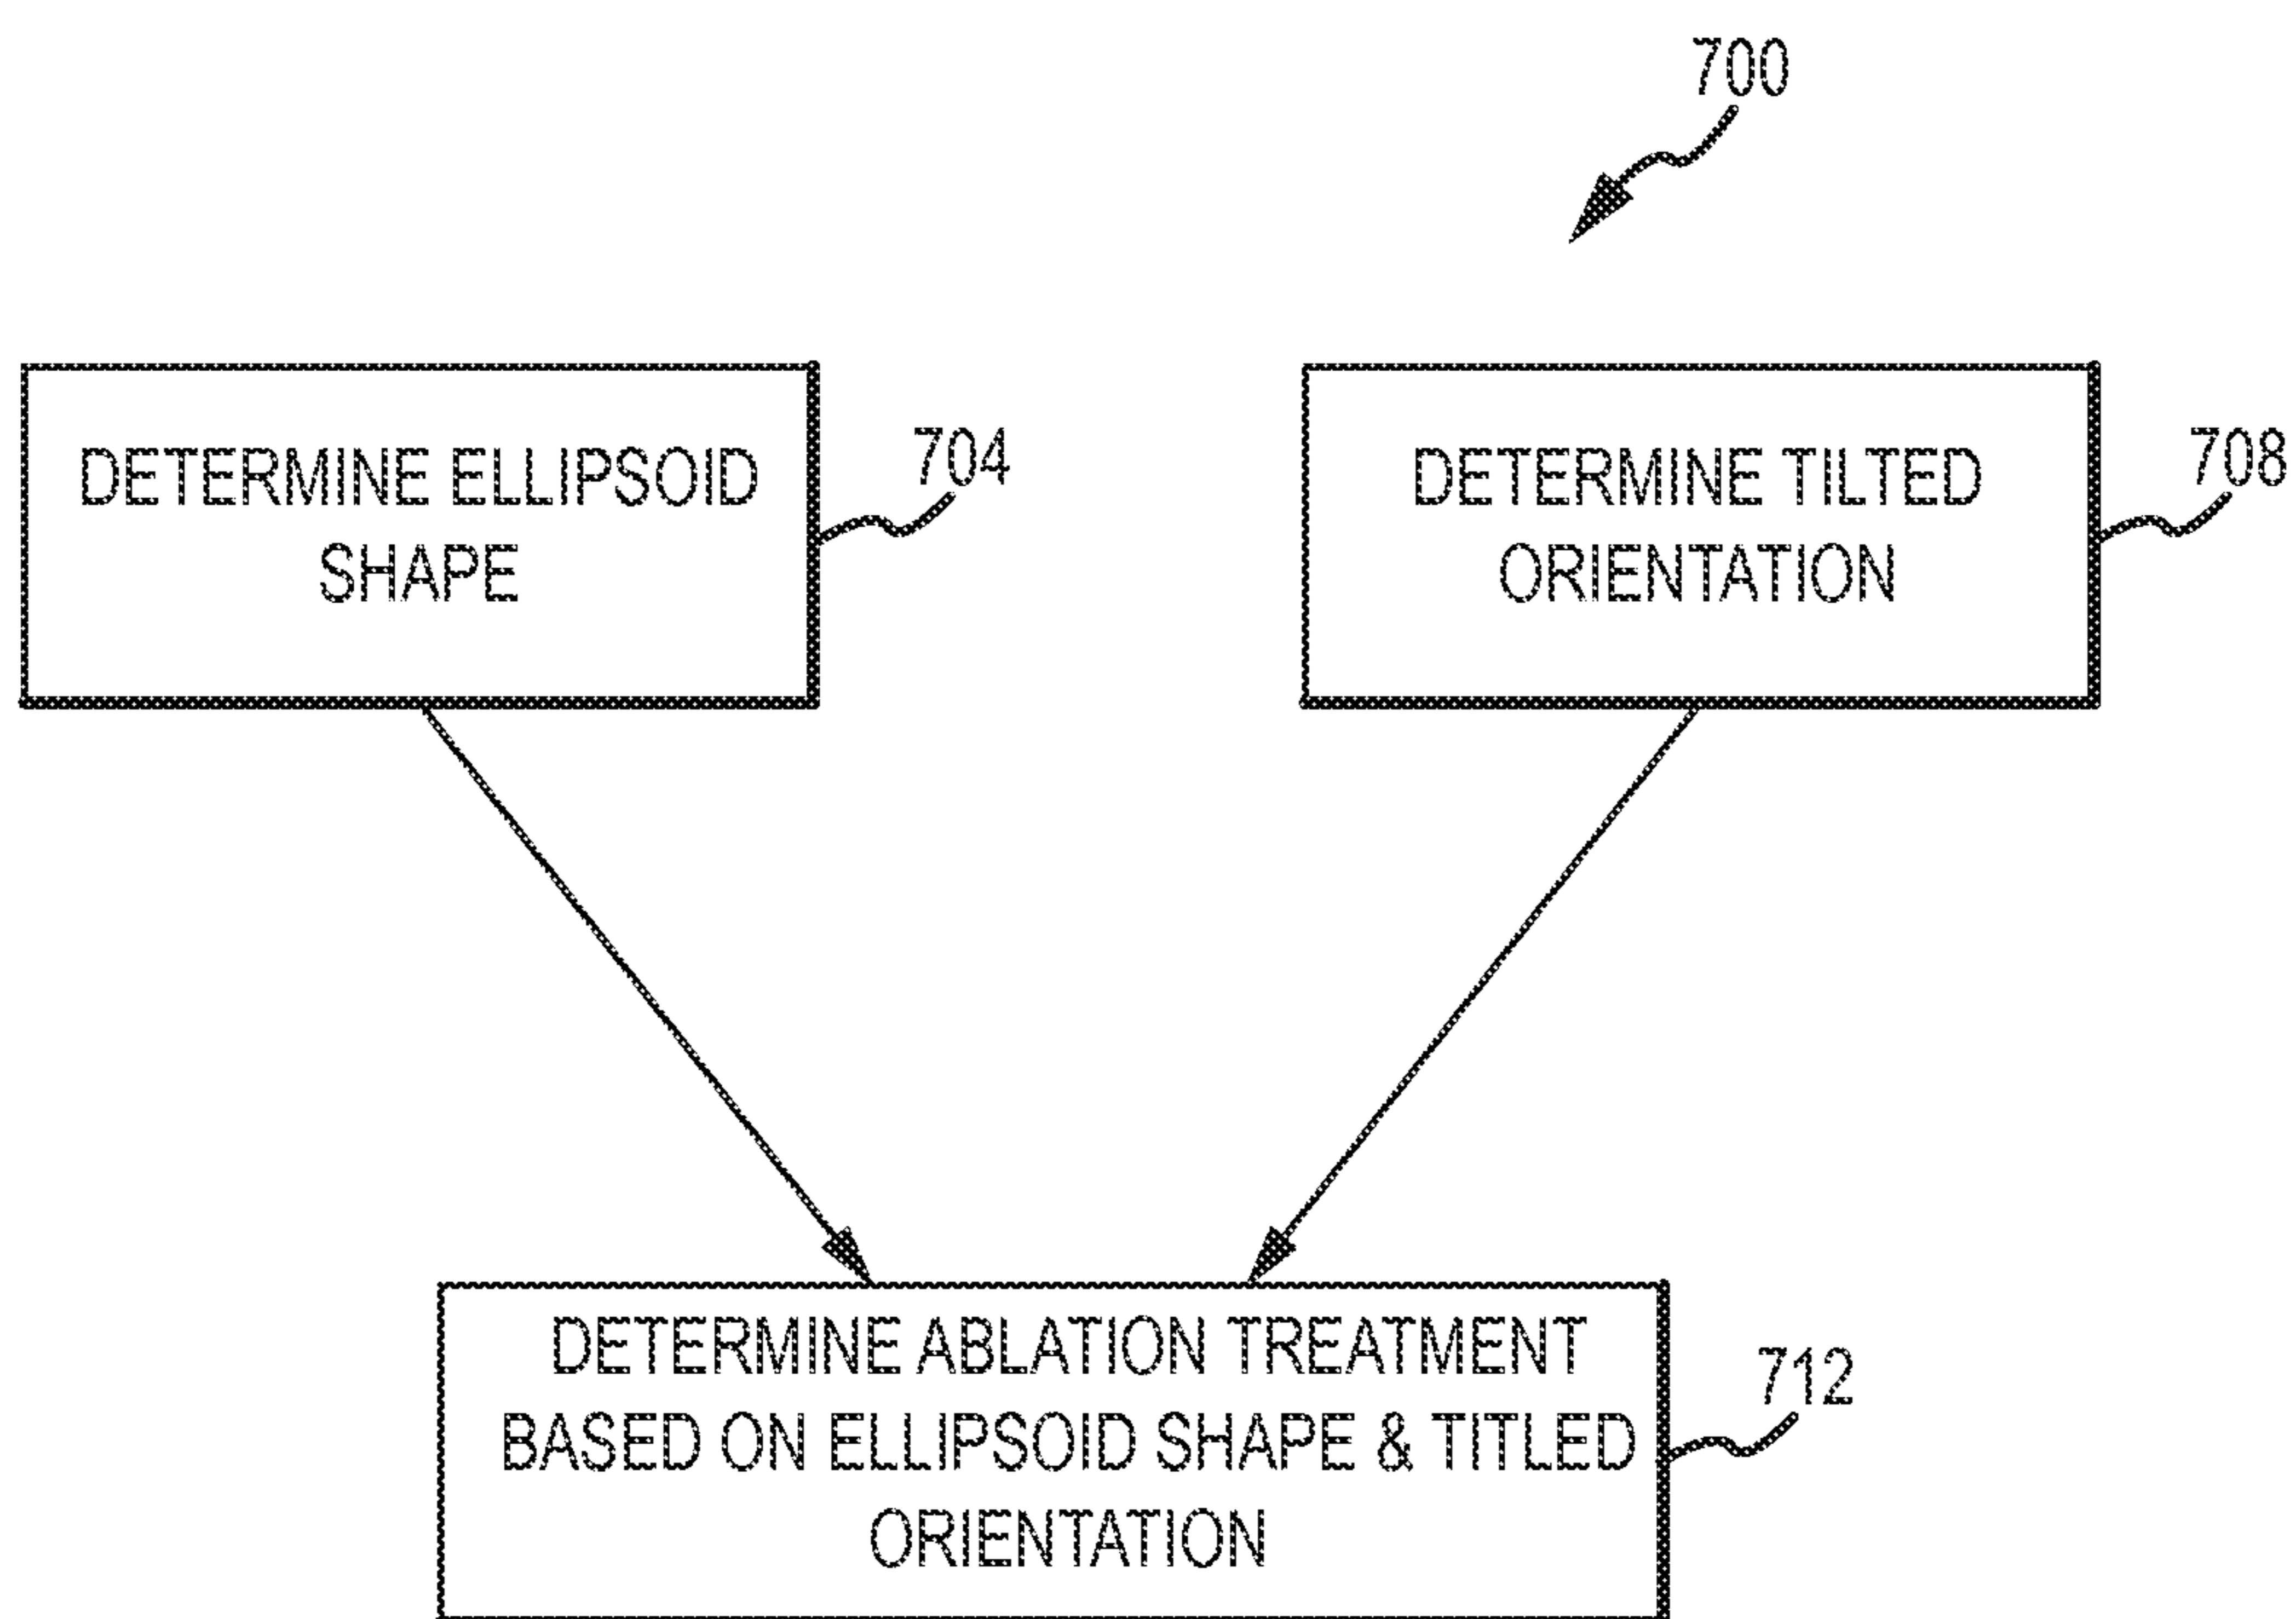 700
DETERMINE ELLIPSOID
SHAPE
704
DETERMINE TILTED
ORIENTATION
708
DETERMINE ABLATION TREATMENT
BASED ON ELLIPSOID SHAPE & TITLED
ORIENTATION
712